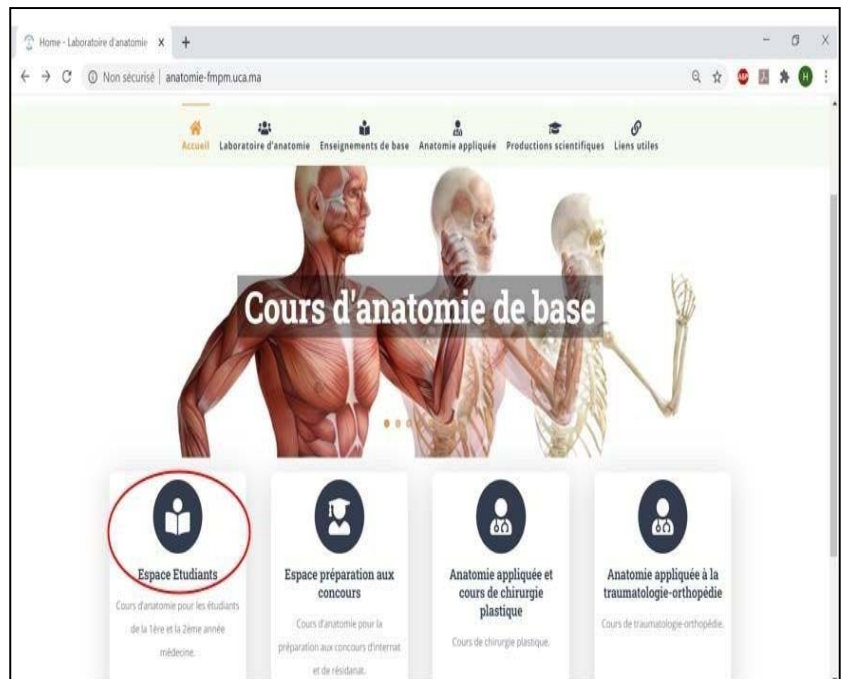 Home - Laboratoire d'anatomie
Non sécurisé | anatomie-fmpm.uca.ma
ABP
H
Accueil Laboratoire d'anatomie Enseignements de base Anatomie appliquée Productions scientifiques Liens utiles
Cours d'anatomie de base
Espace Etudiants
Cours d'anatomie pour les étudiants
de la 1ère et la 2ème année
médecine.
Espace préparation aux
concours
Cours d'anatomie pour la
préparation aux concours d'internat
et de résidanat.
Anatomie appliquée et
cours de chirurgie
plastique
Cours de chirurgie plastique.
Anatomie appliquée à la
traumatologie-orthopédie
Cours de traumatologie-orthopédie.